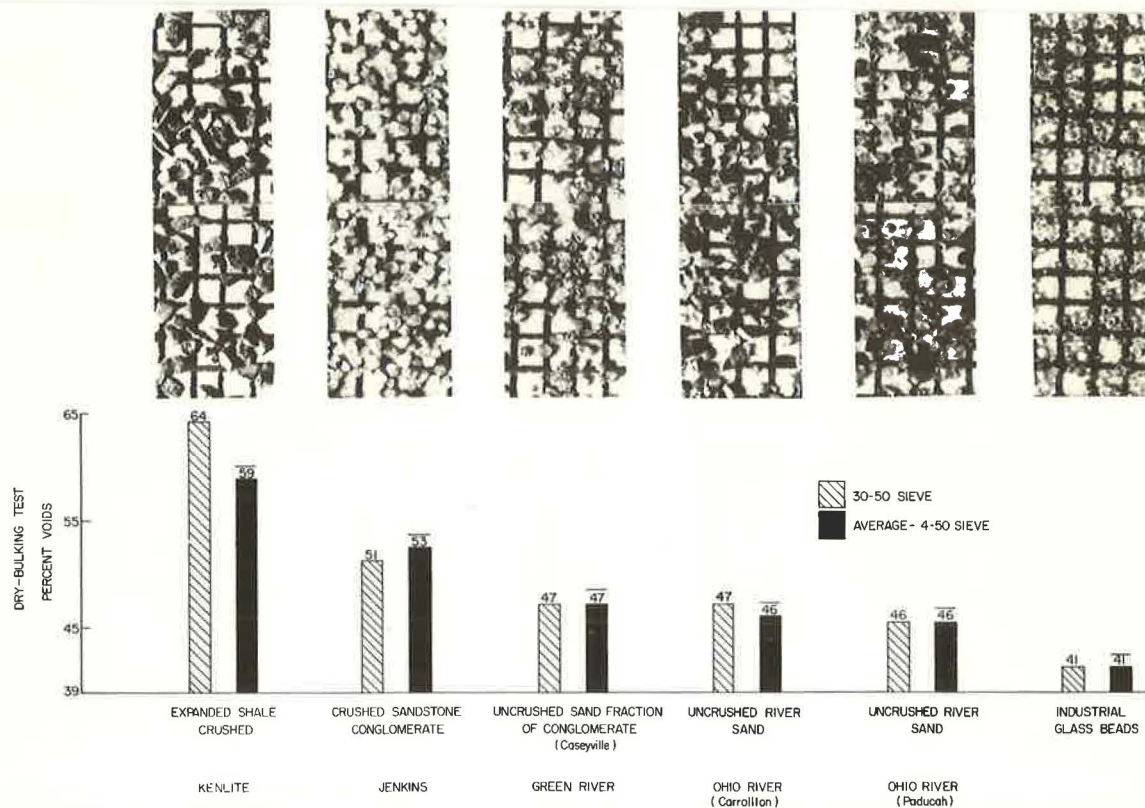 65
55
45
39
DRY-BULKING TEST
PERCENT VOIDS
64
59
51
53
47
47
47
46
46
46
41
41
30-50 SIEVE
AVERAGE- 4-50 SIEVE
EXPANDED SHALE
CRUSHED
KENLITE
CRUSHED SANDSTONE
CONGLOMERATE
JENKINS
UNCRUSHED SAND FRACTION
OF CONGLOMERATE
(Caseyville)
GREEN RIVER
UNCRUSHED RIVER
SAND
OHIO RIVER
(Carrollton)
UNCRUSHED RIVER
SAND
OHIO RIVER
(Paducah)
INDUSTRIAL
GLASS BEADS